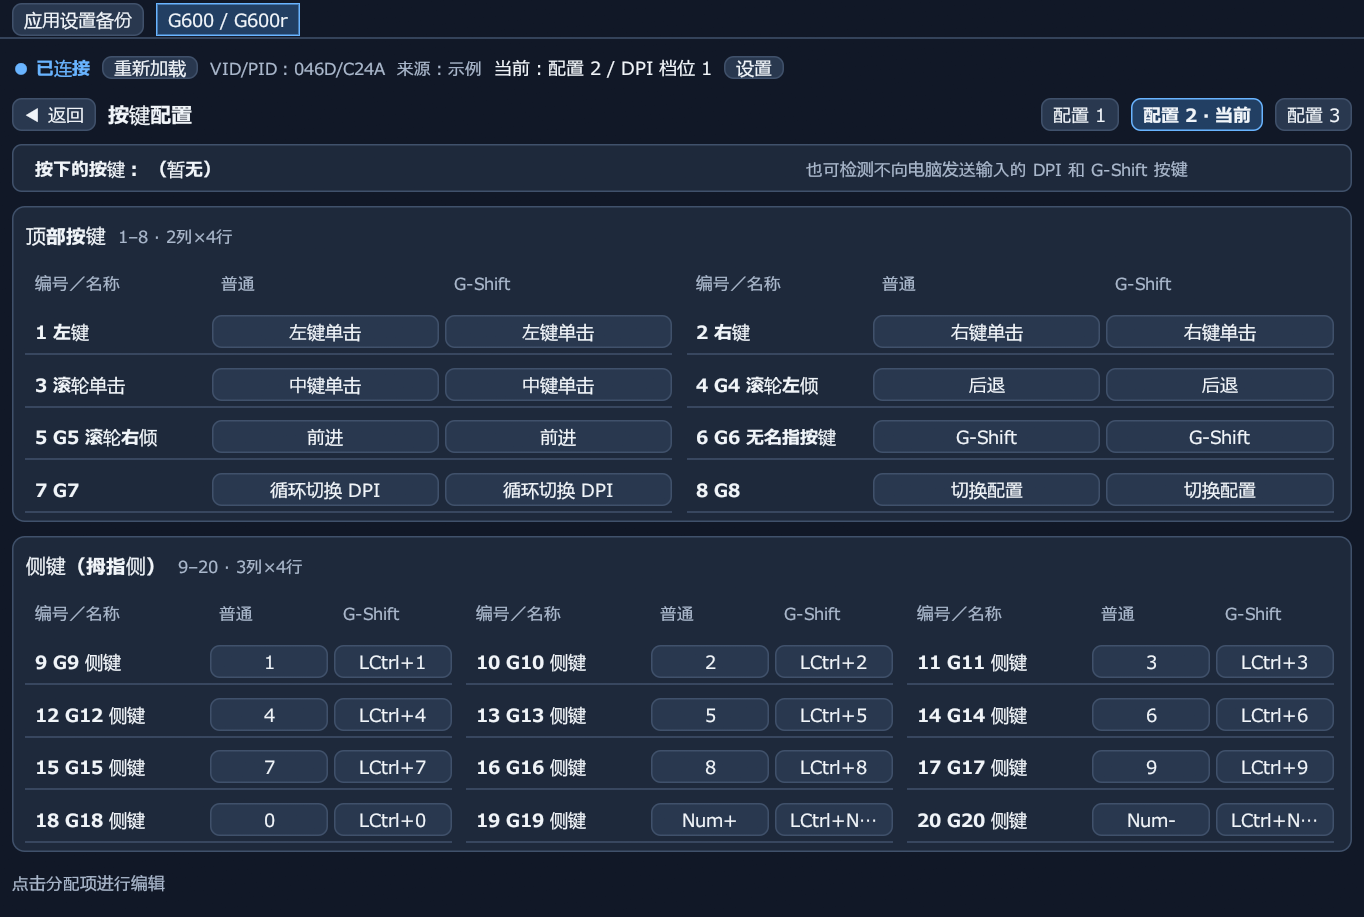 应用设置备份 G600 / G600r
已连接 重新加载 VID/PID：046D/C24A 来源：示例 当前：配置 2 / DPI 档位 1 设置
◀ 返回 按键配置 配置 1 配置 2 · 当前 配置 3
按下的按键：（暂无） 也可检测不向电脑发送输入的 DPI 和 G-Shift 按键
顶部按键 1–8 · 2列×4行
编号／名称 普通 G-Shift 编号／名称 普通 G-Shift
1 左键 左键单击 左键单击 2 右键 右键单击 右键单击
3 滚轮单击 中键单击 中键单击 4 G4 滚轮左倾 后退 后退
5 G5 滚轮右倾 前进 前进 6 G6 无名指按键 G-Shift G-Shift
7 G7 循环切换 DPI 循环切换 DPI 8 G8 切换配置 切换配置
侧键（拇指侧） 9–20 · 3列×4行
编号／名称 普通 G-Shift 编号／名称 普通 G-Shift 编号／名称 普通 G-Shift
9 G9 侧键 1 LCtrl+1 10 G10 侧键 2 LCtrl+2 11 G11 侧键 3 LCtrl+3
12 G12 侧键 4 LCtrl+4 13 G13 侧键 5 LCtrl+5 14 G14 侧键 6 LCtrl+6
15 G15 侧键 7 LCtrl+7 16 G16 侧键 8 LCtrl+8 17 G17 侧键 9 LCtrl+9
18 G18 侧键 0 LCtrl+0 19 G19 侧键 Num+ LCtrl+N… 20 G20 侧键 Num- LCtrl+N…
点击分配项进行编辑